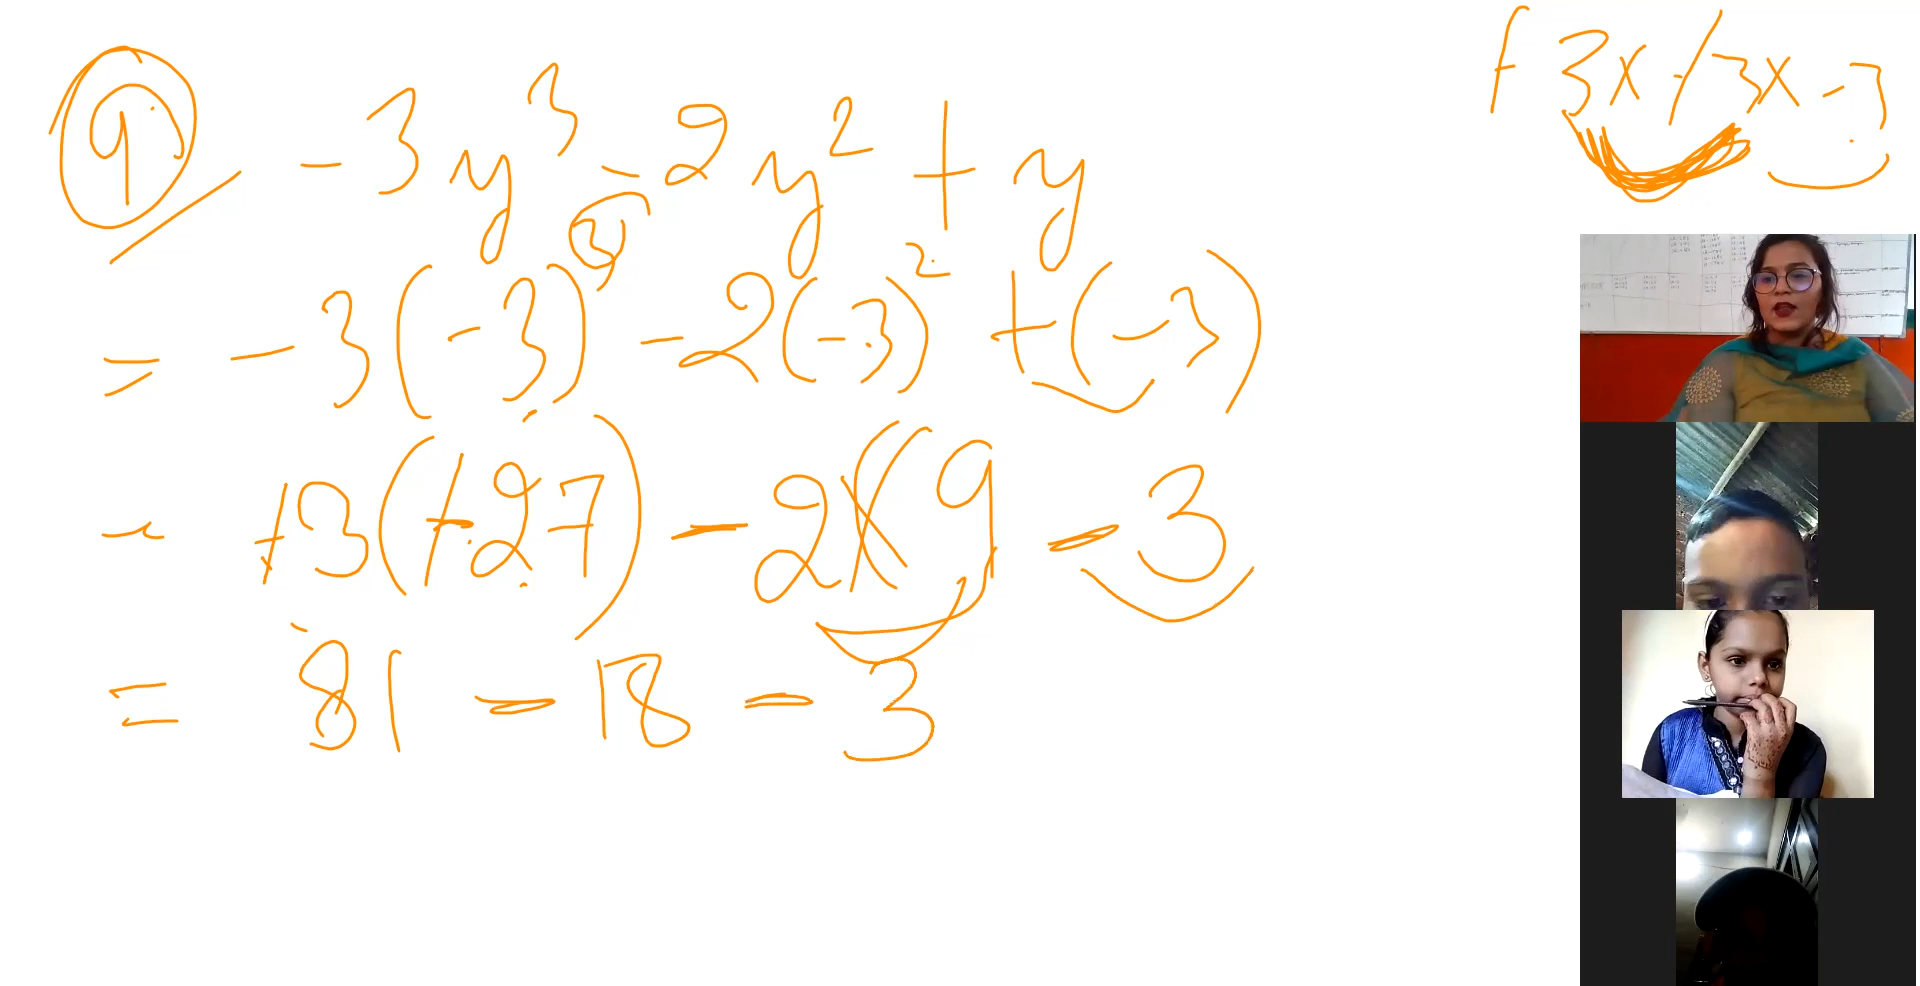 9
-3y³ - 2y² + y
= -3(-3)³ - 2(-3)² + (-3)
- +3(+27) - 2×(9 - 3
= 81 - 18 - 3
+3x+3x-3